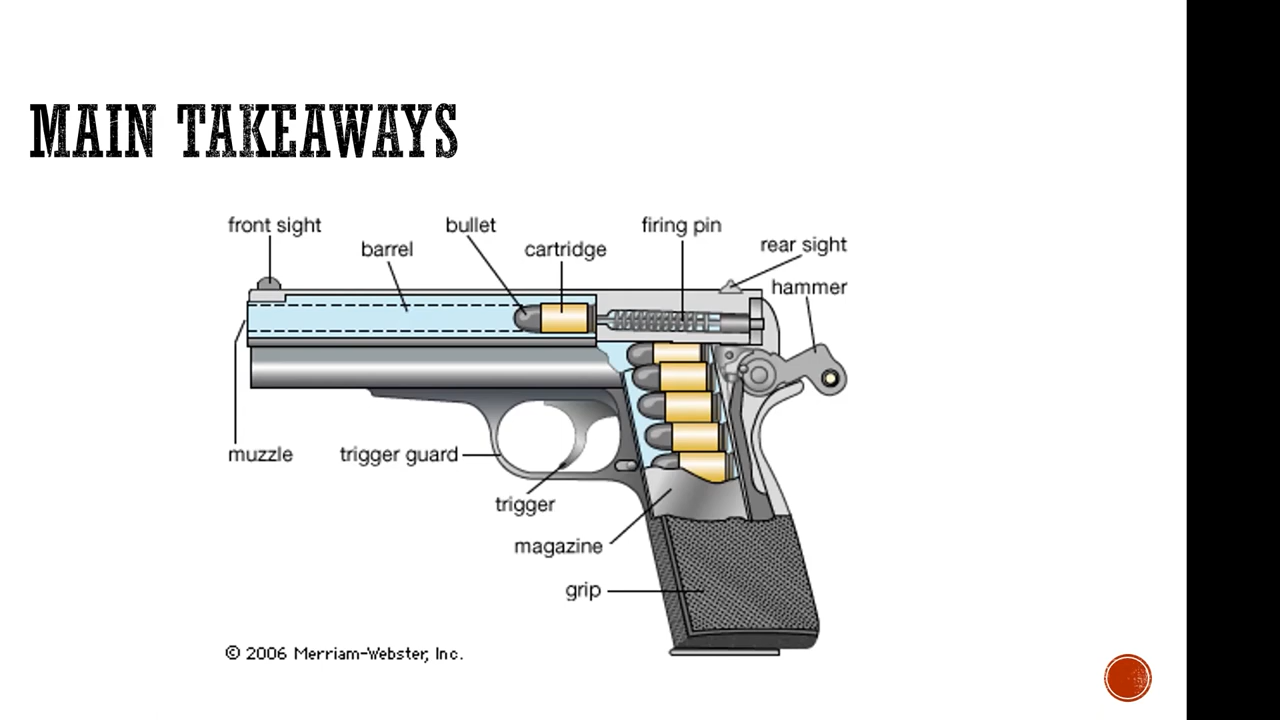 MAIN TAKEAWAYS
front sight
bullet
firing pin
barrel
cartridge
rear sight
hammer
muzzle
trigger guard
trigger
magazine
grip
© 2006 Merriam-Webster, Inc.